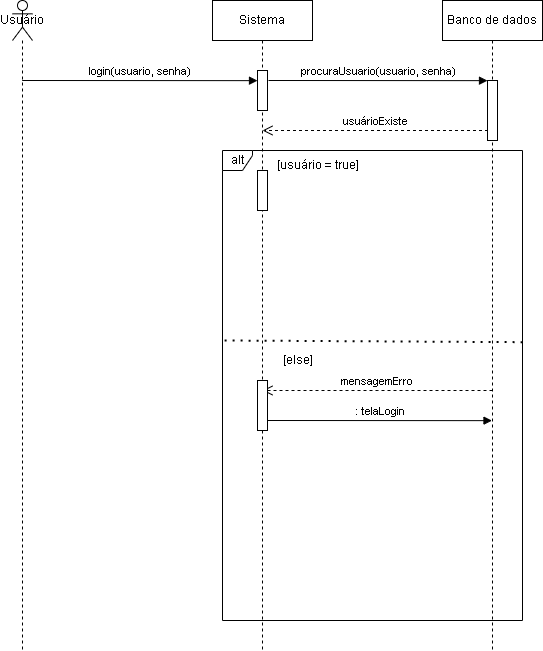 Usuário
Sistema
Banco de dados
login(usuario, senha)
procuraUsuario(usuario, senha)
usuárioExiste
alt
[usuário = true]
[else]
mensagemErro
: telaLogin